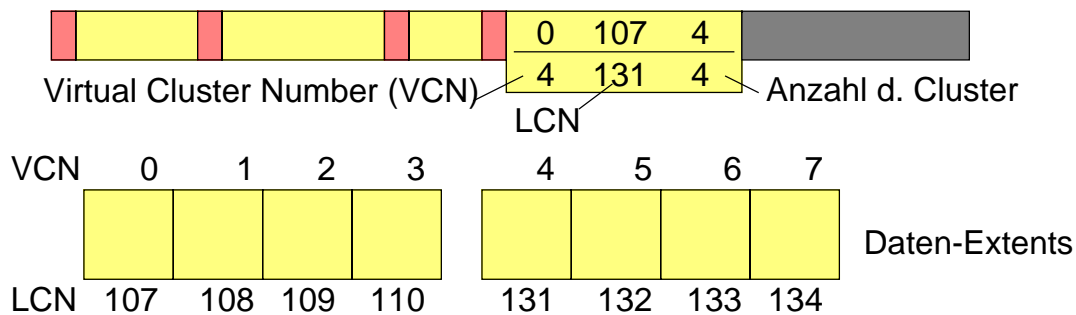 0 107 4
4 131 4
Virtual Cluster Number (VCN)
Anzahl d. Cluster
LCN
VCN 0 1 2 3 4 5 6 7
Daten-Extents
LCN 107 108 109 110 131 132 133 134